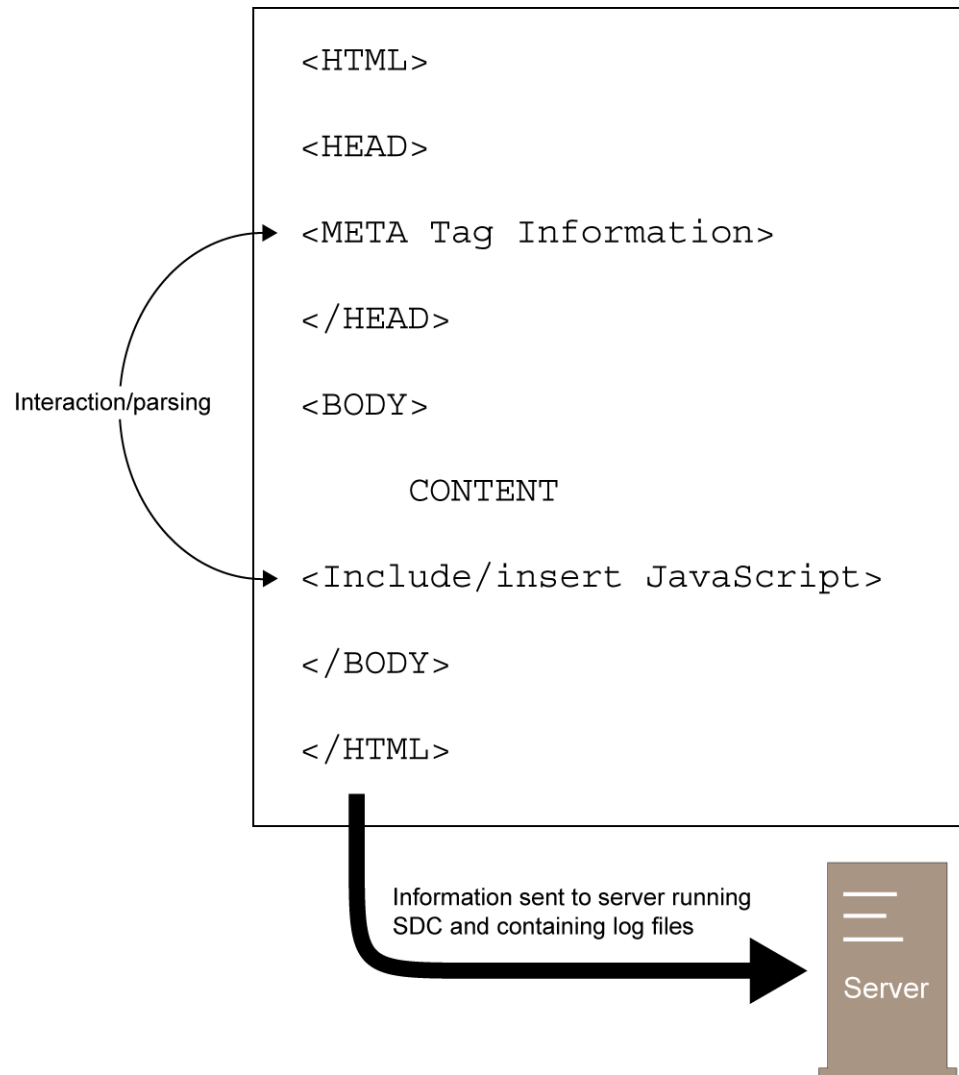 <HTML>
<HEAD>
<META Tag Information>
</HEAD>
Interaction/parsing
<BODY>
CONTENT
<Include/insert JavaScript>
</BODY>
</HTML>
Information sent to server running
SDC and containing log files
Server